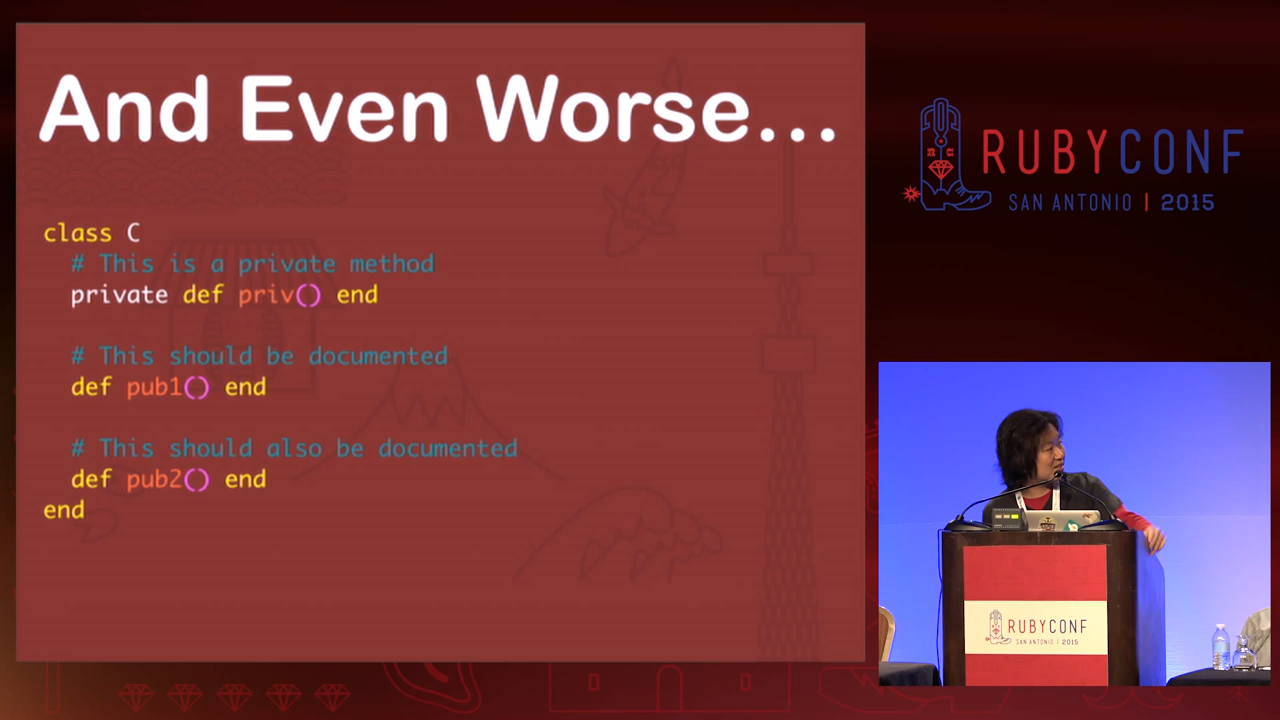 And Even Worse...
class C
# This is a private method
private def priv() end
# This should be documented
def pub1() end
# This should also be documented
def pub2() end
end
RUBYCONF
SAN ANTONIO | 2015
RUBYCONF
SAN ANTONIO | 2015